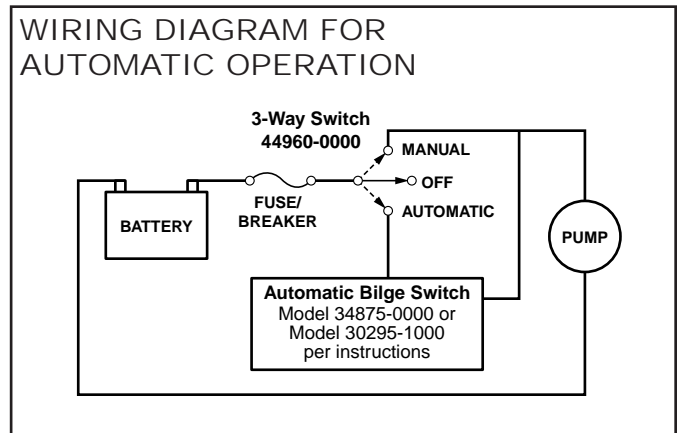 WIRING DIAGRAM FOR
AUTOMATIC OPERATION
3-Way Switch
44960-0000
MANUAL
OFF
AUTOMATIC
FUSE/
BREAKER
BATTERY
PUMP
Automatic Bilge Switch
Model 34875-0000 or
Model 30295-1000
per instructions